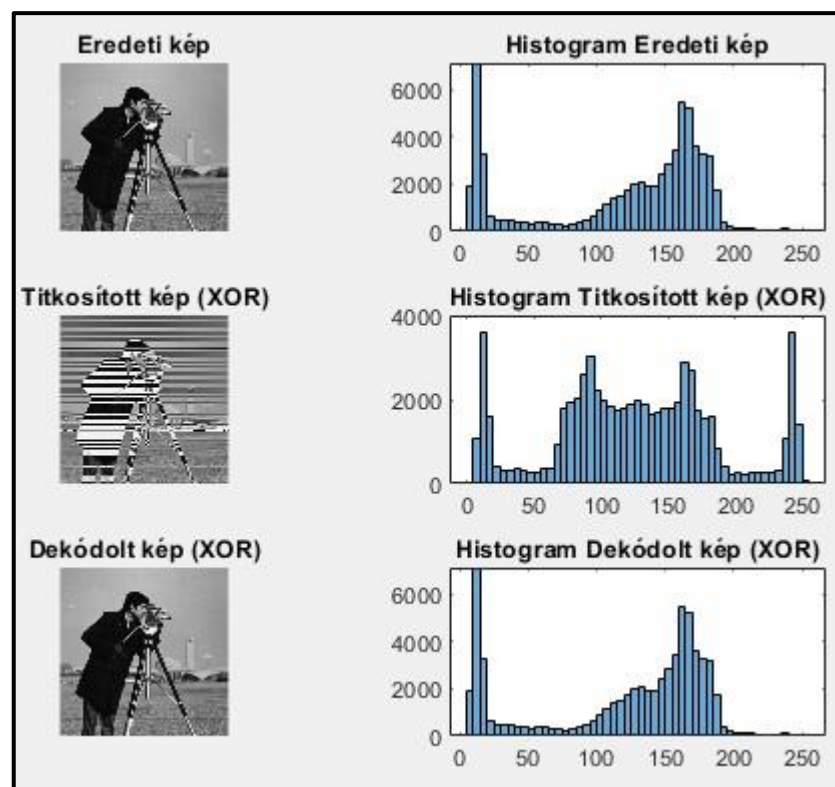 Eredeti kép
Histogram Eredeti kép
6000
4000
2000
0
0 50 100 150 200 250
Titkosított kép (XOR)
Histogram Titkosított kép (XOR)
4000
2000
0
0 50 100 150 200 250
Dekódolt kép (XOR)
Histogram Dekódolt kép (XOR)
6000
4000
2000
0
0 50 100 150 200 250